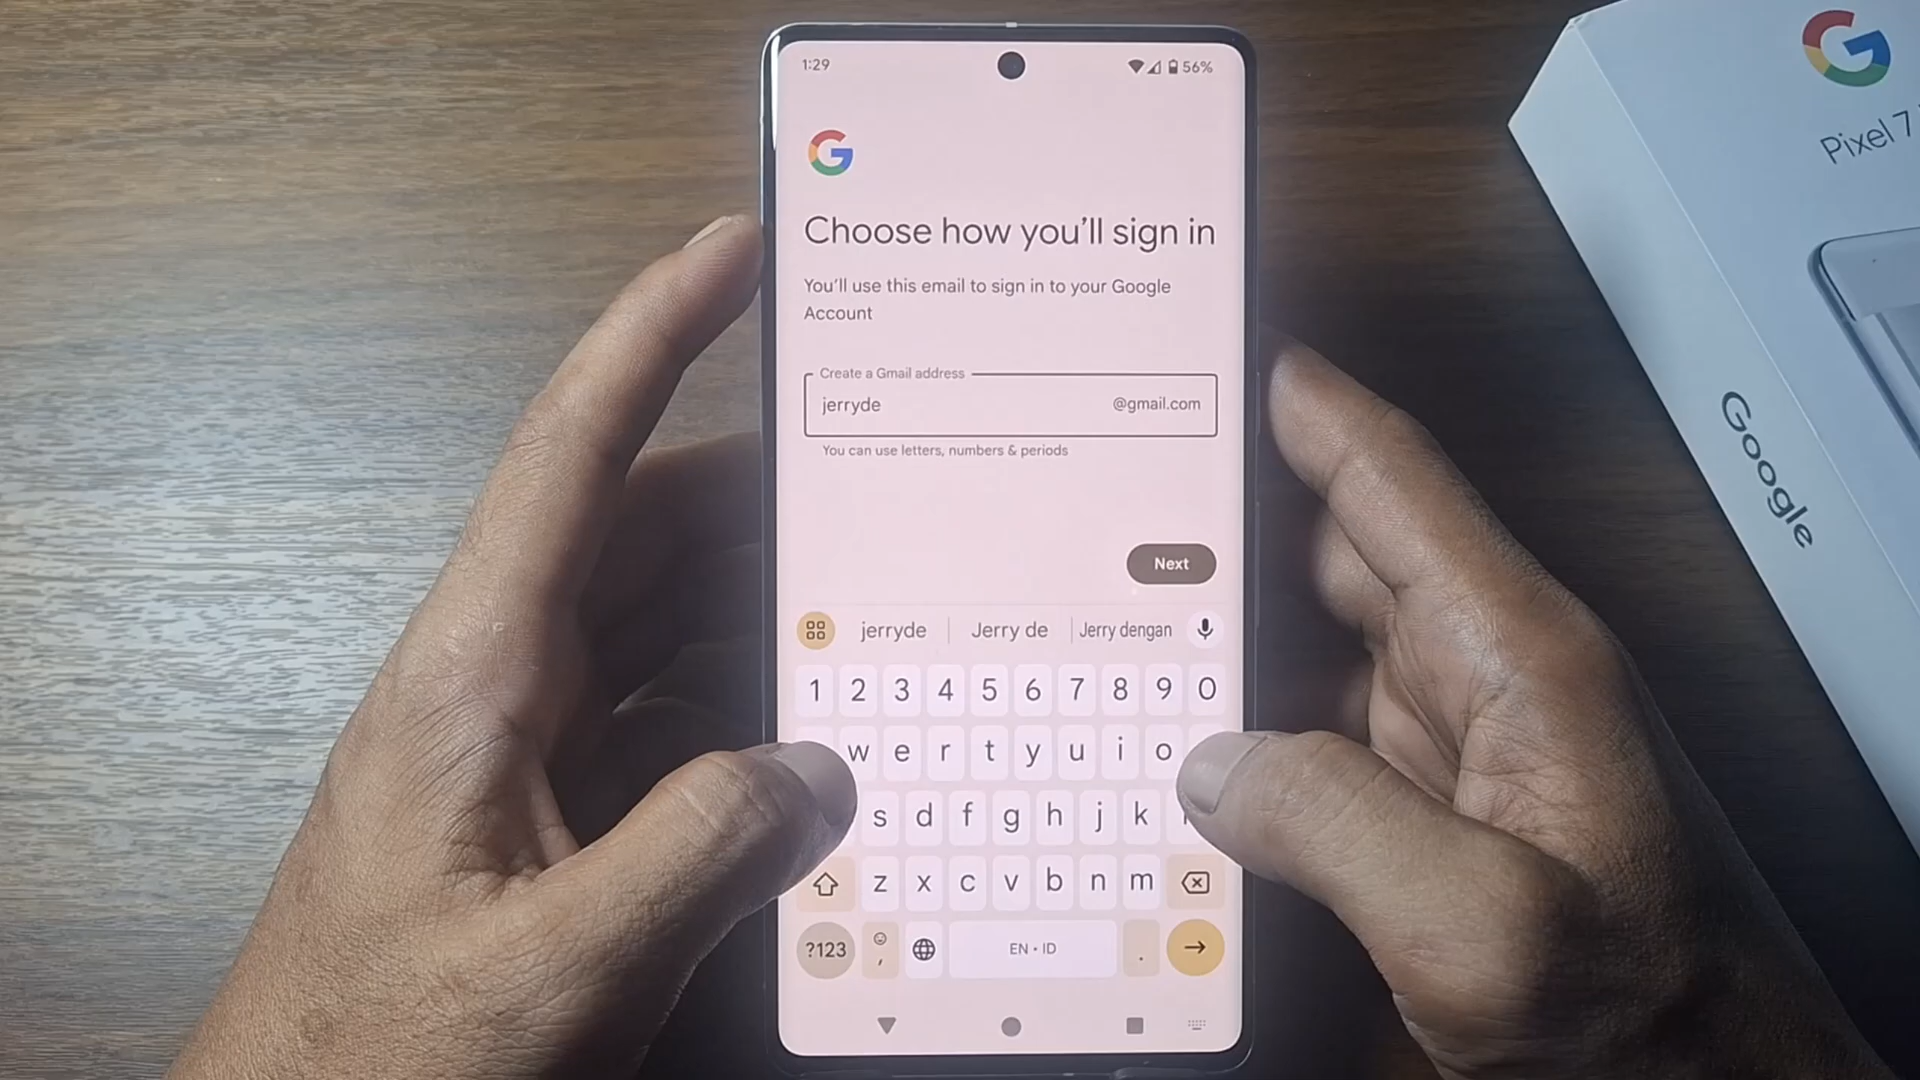 1:29
56%
G
Choose how you’ll sign in
You’ll use this email to sign in to your Google
Account
Create a Gmail address
jerryde @gmail.com
You can use letters, numbers & periods
Next
jerryde Jerry de Jerry dengan
1 2 3 4 5 6 7 8 9 0
w e r t y u i o
s d f g h j k
z x c v b n m
?123 , EN • ID .
G
Pixel 7
Google